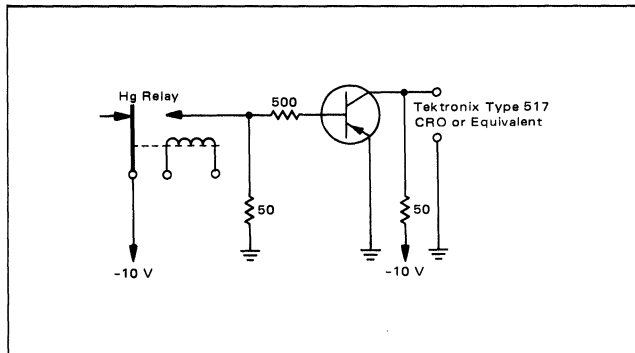 Hg Relay
500
Tektronix Type 517
CRO or Equivalent
50
50
-10 V
-10 V